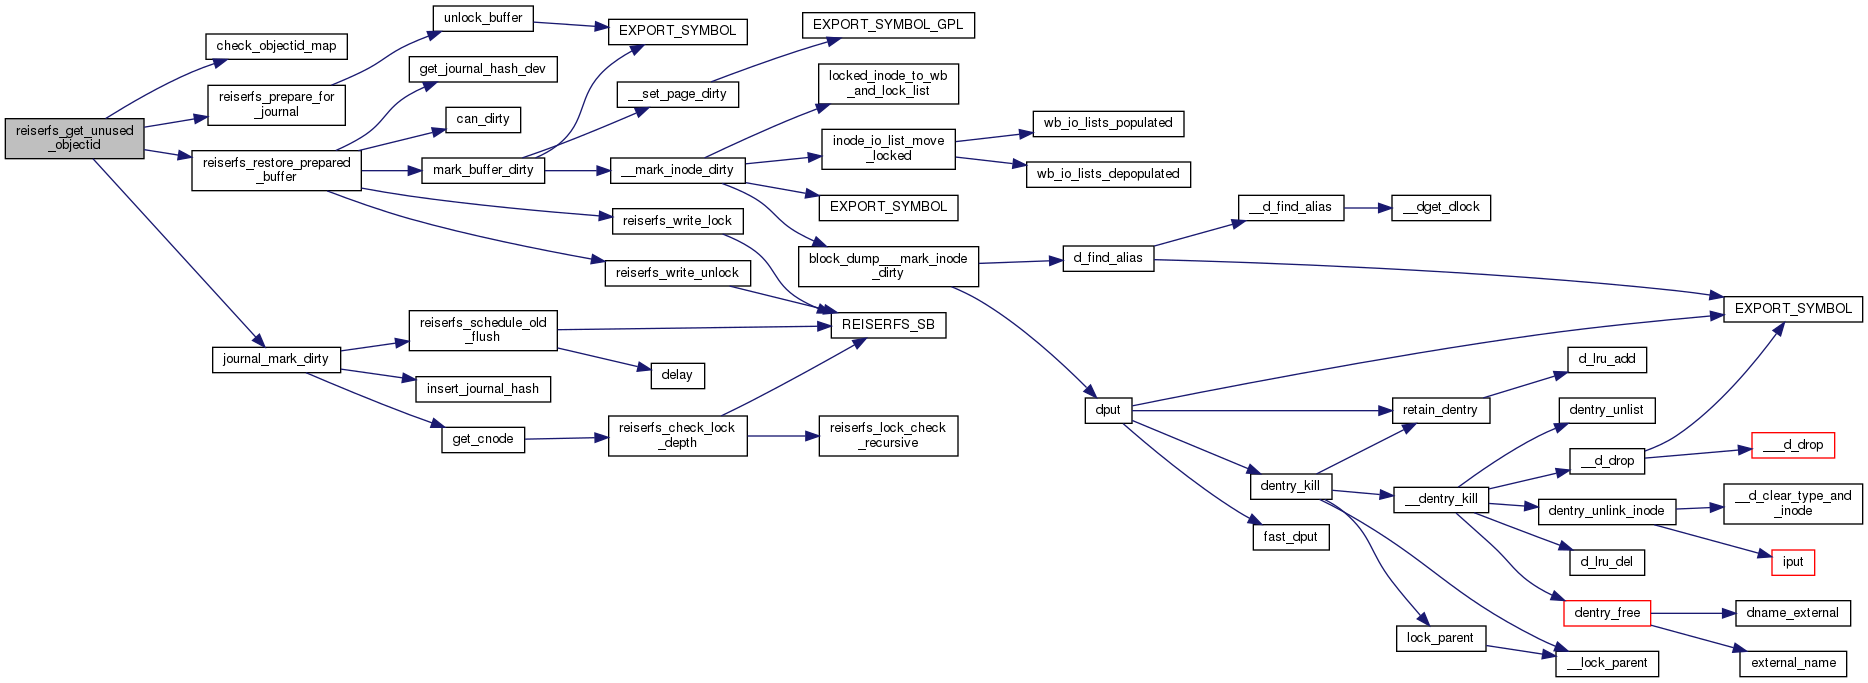 reiserfs_get_unused
_objectid
check_objectid_map
reiserfs_prepare_for
_journal
reiserfs_restore_prepared
_buffer
journal_mark_dirty
unlock_buffer
get_journal_hash_dev
can_dirty
mark_buffer_dirty
reiserfs_write_lock
reiserfs_write_unlock
reiserfs_schedule_old
_flush
insert_journal_hash
get_cnode
EXPORT_SYMBOL
__set_page_dirty
__mark_inode_dirty
delay
reiserfs_check_lock
_depth
EXPORT_SYMBOL_GPL
locked_inode_to_wb
_and_lock_list
inode_io_list_move
_locked
EXPORT_SYMBOL
block_dump___mark_inode
_dirty
REISERFS_SB
reiserfs_lock_check
_recursive
wb_io_lists_populated
wb_io_lists_depopulated
d_find_alias
dput
__d_find_alias
dentry_kill
fast_dput
__dget_dlock
retain_dentry
__dentry_kill
lock_parent
d_lru_add
dentry_unlist
__d_drop
dentry_unlink_inode
d_lru_del
dentry_free
__lock_parent
EXPORT_SYMBOL
___d_drop
__d_clear_type_and
_inode
iput
dname_external
external_name